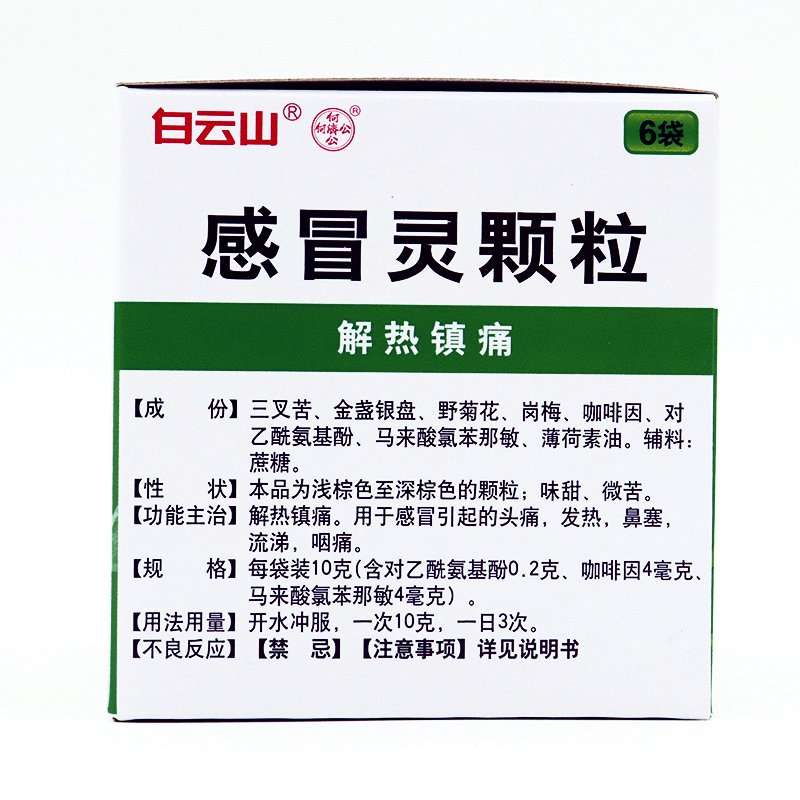 白云山® 何濟公 何公 ®
6袋
感冒灵颗粒
解热镇痛
【成　份】三叉苦、金盏银盘、野菊花、岗梅、咖啡因、对
乙酰氨基酚、马来酸氯苯那敏、薄荷素油。辅料：
蔗糖。
【性　状】本品为浅棕色至深棕色的颗粒；味甜、微苦。
【功能主治】解热镇痛。用于感冒引起的头痛，发热，鼻塞，
流涕，咽痛。
【规　格】每袋装10克(含对乙酰氨基酚0.2克、咖啡因4毫克、
马来酸氯苯那敏4毫克）。
【用法用量】开水冲服，一次10克，一日3次。
【不良反应】【禁　忌】【注意事项】详见说明书